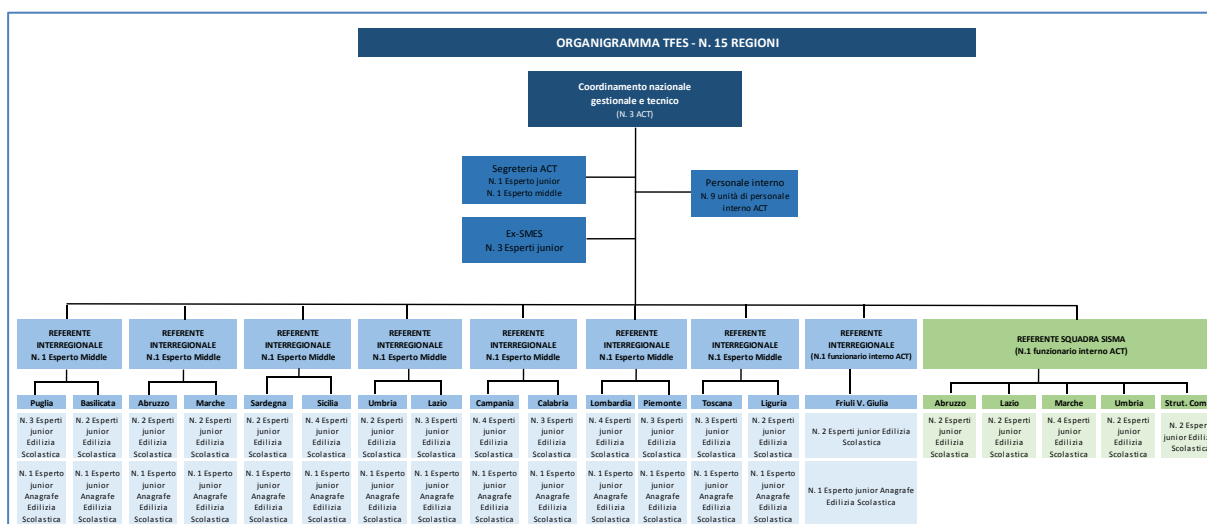 ORGANIGRAMMA TFES - N. 15 REGIONI
Coordinamento nazionale
gestionale e tecnico
(N. 3 ACT)
Segreteria ACT
N. 1 Esperto junior
N. 1 Esperto middle
Personale interno
N. 9 unità di personale
interno ACT
Ex-SMES
N. 3 Esperti junior
REFERENTE
INTERREGIONALE
N. 1 Esperto Middle
REFERENTE
INTERREGIONALE
N.1 Esperto Middle
REFERENTE
INTERREGIONALE
N.1 Esperto Middle
REFERENTE
INTERREGIONALE
N.1 Esperto Middle
REFERENTE
INTERREGIONALE
N.1 Esperto Middle
REFERENTE
INTERREGIONALE
N.1 Esperto Middle
REFERENTE
INTERREGIONALE
N.1 Esperto Middle
REFERENTE
INTERREGIONALE
(N.1 funzionario interno ACT)
REFERENTE SQUADRA SISMA
(N.1 funzionario interno ACT)
Puglia
Basilicata
Abruzzo
Marche
Sardegna
Sicilia
Umbria
Lazio
Campania
Calabria
Lombardia
Piemonte
Toscana
Liguria
Friuli V. Giulia
Abruzzo
Lazio
Marche
Umbria
Strut. Com
N. 3 Esperti
junior
Edilizia
Scolastica
N. 2 Esperti
junior
Edilizia
Scolastica
N. 2 Esperti
junior
Edilizia
Scolastica
N. 2 Esperti
junior
Edilizia
Scolastica
N. 2 Esperti
junior
Edilizia
Scolastica
N. 4 Esperti
junior
Edilizia
Scolastica
N. 2 Esperti
junior
Edilizia
Scolastica
N. 3 Esperti
junior
Edilizia
Scolastica
N. 4 Esperti
junior
Edilizia
Scolastica
N. 3 Esperti
junior
Edilizia
Scolastica
N. 4 Esperti
junior
Edilizia
Scolastica
N. 3 Esperti
junior
Edilizia
Scolastica
N. 2 Esperti
junior
Edilizia
Scolastica
N. 2 Esperti
junior
Edilizia
Scolastica
N. 2 Esperti junior Edilizia
Scolastica
N. 2 Esperti
junior
Edilizia
Scolastica
N. 2 Esperti
junior
Edilizia
Scolastica
N. 4 Esperti
junior
Edilizia
Scolastica
N. 2 Esperti
junior
Edilizia
Scolastica
N. 2 Esper
junior Edilizi
Scolastica
N. 1 Esperto
junior
Anagrafe
Edilizia
Scolastica
N. 1 Esperto
junior
Anagrafe
Edilizia
Scolastica
N. 1 Esperto
junior
Anagrafe
Edilizia
Scolastica
N. 1 Esperto
junior
Anagrafe
Edilizia
Scolastica
N. 1 Esperto
junior
Anagrafe
Edilizia
Scolastica
N. 1 Esperto
junior
Anagrafe
Edilizia
Scolastica
N. 1 Esperto
junior
Anagrafe
Edilizia
Scolastica
N. 1 Esperto
junior
Anagrafe
Edilizia
Scolastica
N. 1 Esperto
junior
Anagrafe
Edilizia
Scolastica
N. 1 Esperto
junior
Anagrafe
Edilizia
Scolastica
N. 1 Esperto
junior
Anagrafe
Edilizia
Scolastica
N. 1 Esperto
junior
Anagrafe
Edilizia
Scolastica
N. 1 Esperto
junior
Anagrafe
Edilizia
Scolastica
N. 1 Esperto
junior
Anagrafe
Edilizia
Scolastica
N. 1 Esperto junior Anagrafe
Edilizia Scolastica